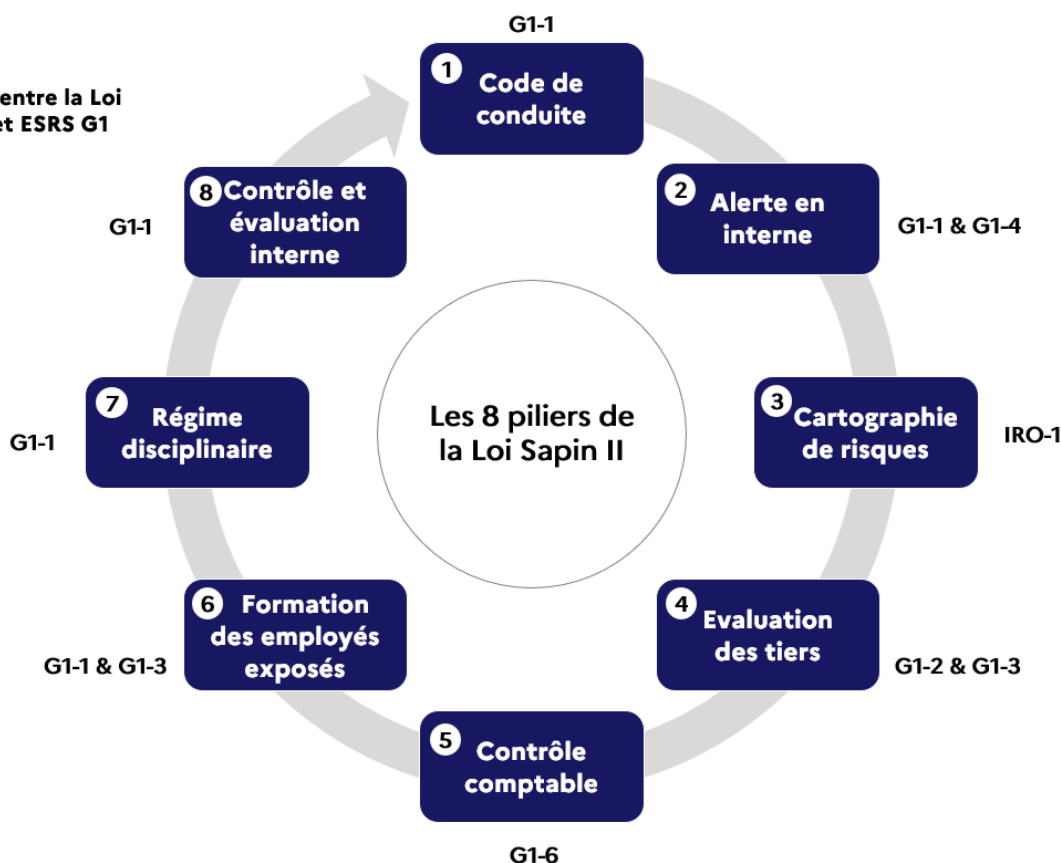 entre la Loi
et ESRS G1
G1-1
1
Code de
conduite
2
Alerte en
interne
G1-1 & G1-4
3
Cartographie
de risques
IRO-1
4
Evaluation
des tiers
G1-2 & G1-3
5
Contrôle
comptable
G1-6
6
Formation
des employés
exposés
G1-1 & G1-3
7
Régime
disciplinaire
G1-1
8
Contrôle et
évaluation
interne
G1-1
Les 8 piliers de
la Loi Sapin II